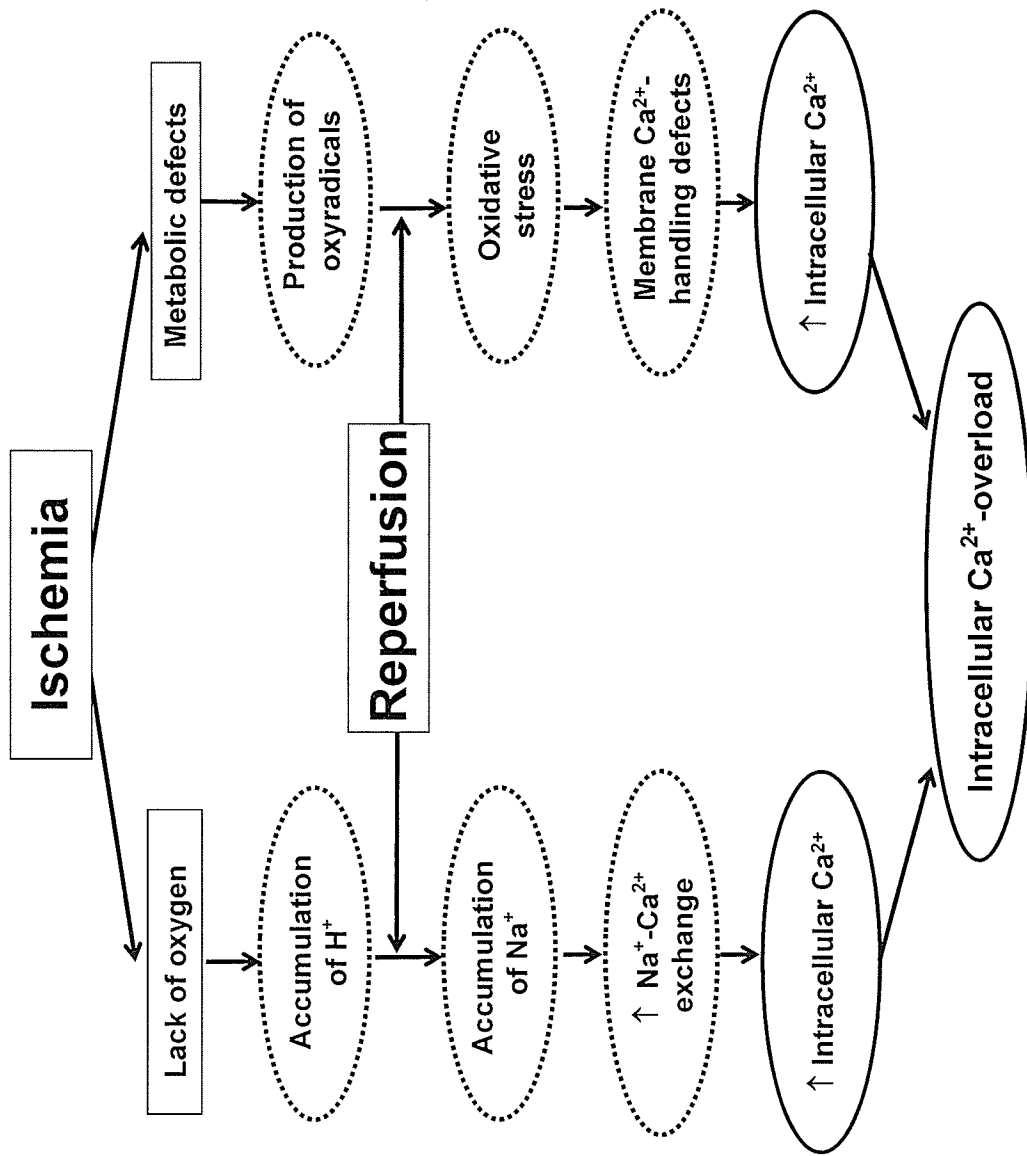 Ischemia
Lack of oxygen
Metabolic defects
Accumulation
of H⁺
Production of
oxyradicals
Reperfusion
Accumulation
of Na⁺
Oxidative
stress
↑ Na⁺-Ca²⁺
exchange
Membrane Ca²⁺-
handling defects
↑ Intracellular Ca²⁺
↑ Intracellular Ca²⁺
Intracellular Ca²⁺-overload